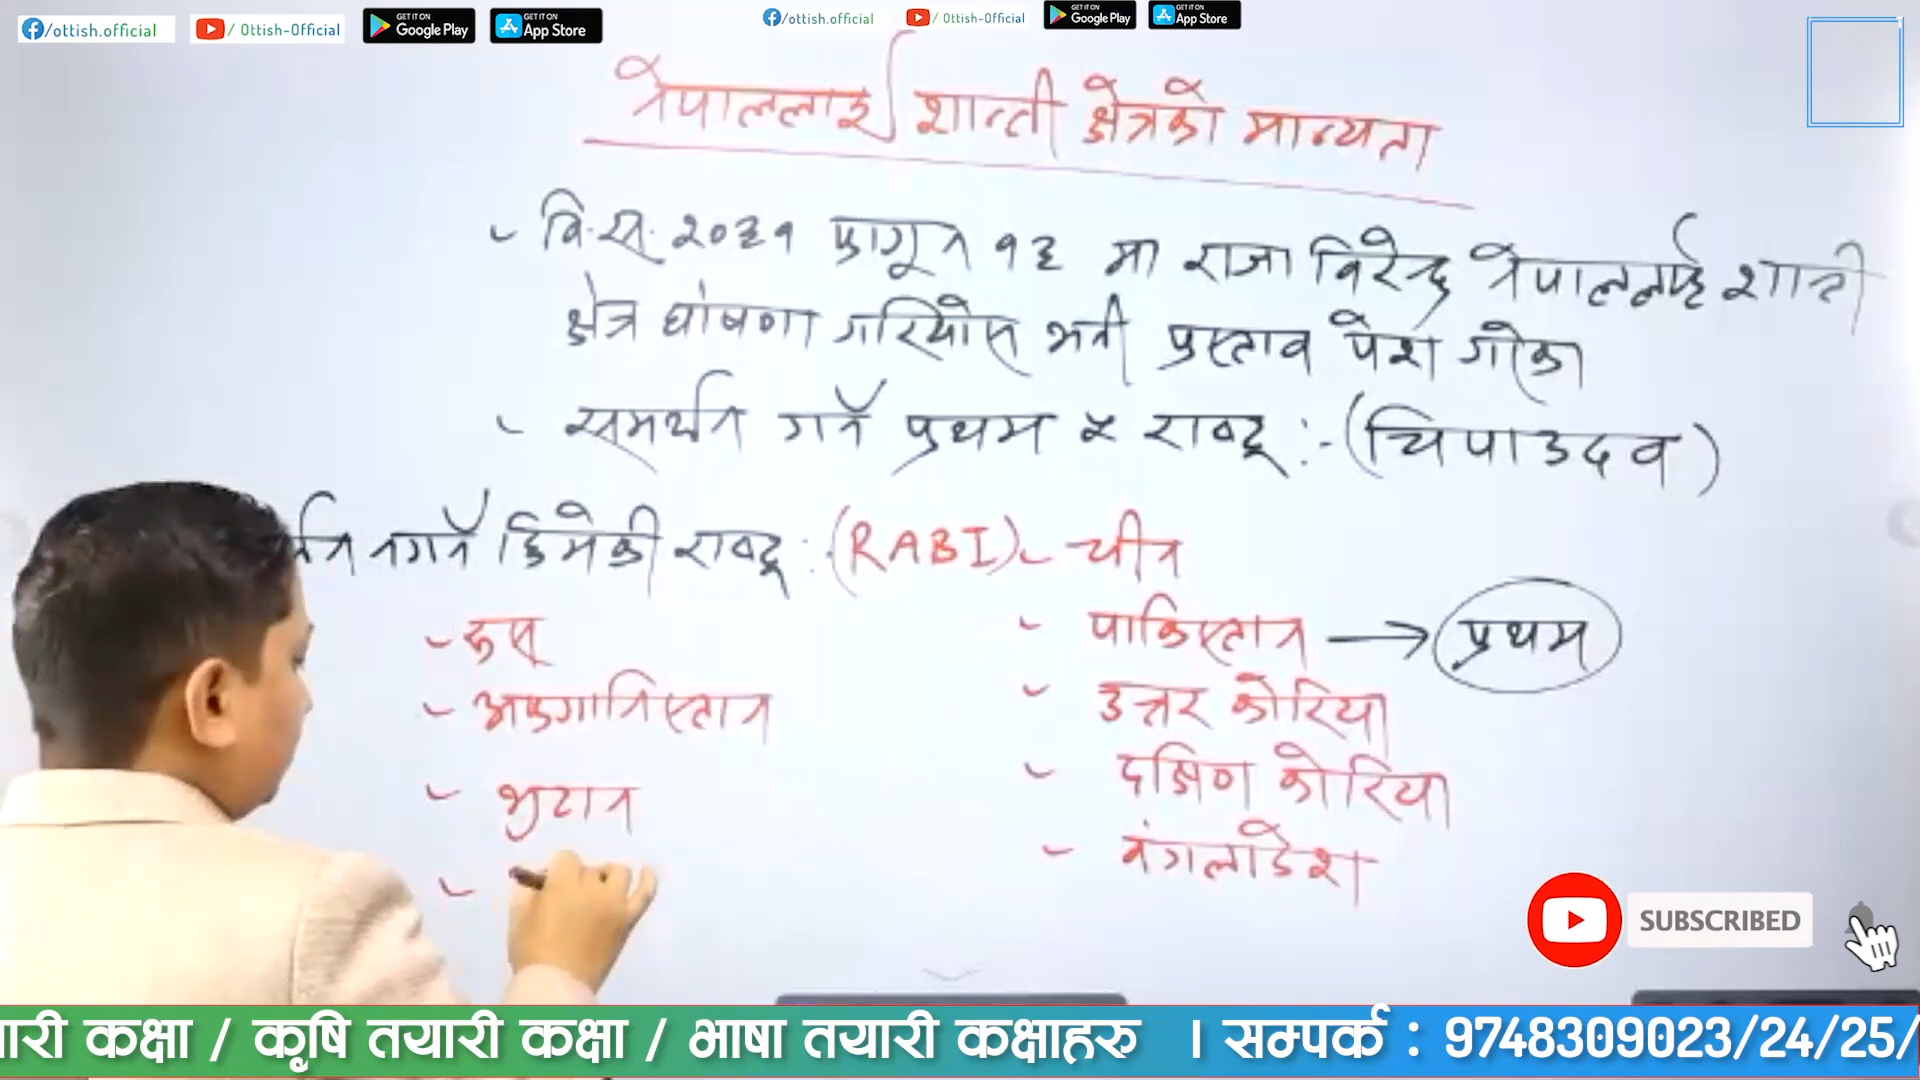 /ottish.official / Ottish-Official GET IT ON Google Play GET IT ON App Store
/ottish.official / Ottish-Official GET IT ON Google Play GET IT ON App Store
नेपाललाई शान्ती क्षेत्रको मान्यता
- वि.स. २०३१ फागून १३ मा राजा विरेन्द्र नेपाललाई शान्ती
क्षेत्र घोषणा गरियोस भनी प्रस्ताव पेश गरेका
- समर्थन गर्ने प्रथम ५ राष्ट्र :- (चिपाउदव)
र्थन नगर्ने छिमेकी राष्ट्र : (RABI)
- रुस
- अफगानिस्तान
- भुटान
-
- चीन
- पाकिस्तान → प्रथम
- उत्तर कोरिया
- दक्षिण कोरिया
- वंगलादेश
SUBSCRIBED
ारी कक्षा / कृषि तयारी कक्षा / भाषा तयारी कक्षाहरु । सम्पर्क : 9748309023/24/25/